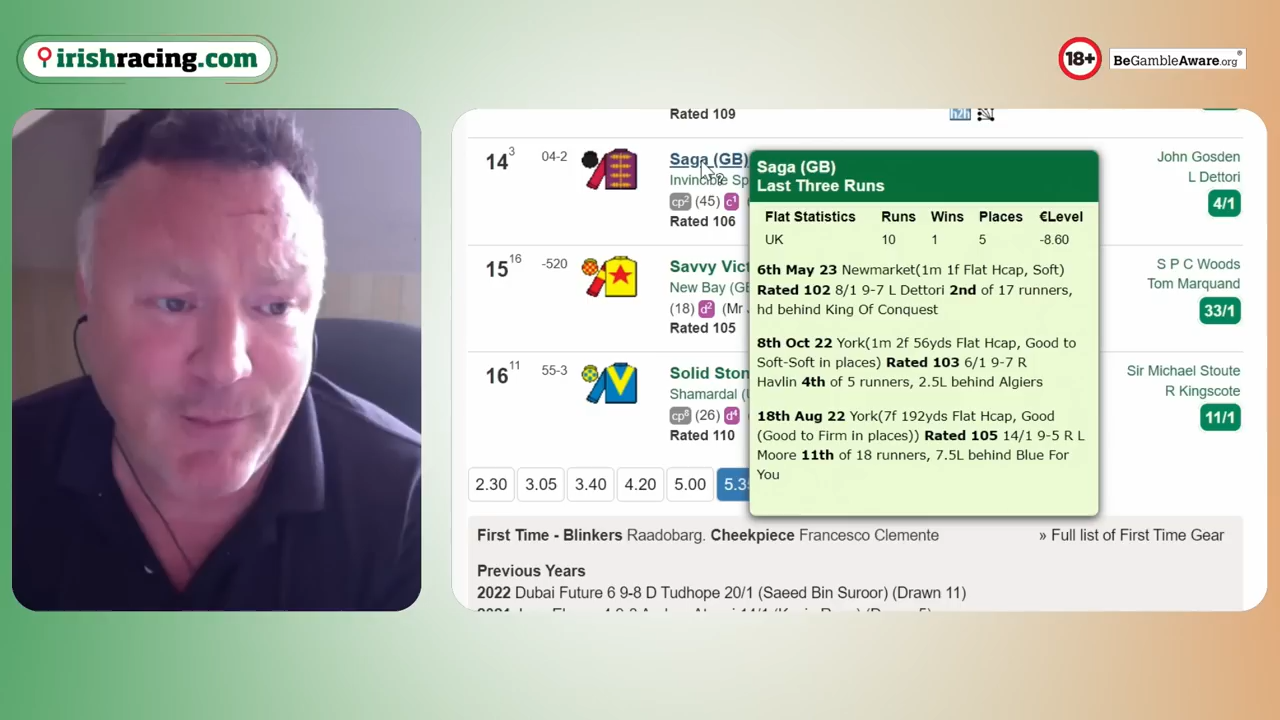 irishracing.com
18+
BeGambleAware.org®
Rated 109
h2h
14 3 04-2 Saga (GB)
Invincible Sp
cp2 (45) c1
Rated 106
John Gosden
L Dettori
4/1
Saga (GB)
Last Three Runs
Flat Statistics Runs Wins Places €Level
UK 10 1 5 -8.60
6th May 23 Newmarket(1m 1f Flat Hcap, Soft)
Rated 102 8/1 9-7 L Dettori 2nd of 17 runners,
hd behind King Of Conquest
8th Oct 22 York(1m 2f 56yds Flat Hcap, Good to
Soft-Soft in places) Rated 103 6/1 9-7 R
Havlin 4th of 5 runners, 2.5L behind Algiers
18th Aug 22 York(7f 192yds Flat Hcap, Good
(Good to Firm in places)) Rated 105 14/1 9-5 R L
Moore 11th of 18 runners, 7.5L behind Blue For
You
15 16 -520 Savvy Vict
New Bay (GB
(18) d2 (Mr
Rated 105
S P C Woods
Tom Marquand
33/1
16 11 55-3 Solid Ston
Shamardal (
cp8 (26) d4
Rated 110
Sir Michael Stoute
R Kingscote
11/1
2.30 3.05 3.40 4.20 5.00 5.3
First Time - Blinkers Raadobarg. Cheekpiece Francesco Clemente
» Full list of First Time Gear
Previous Years
2022 Dubai Future 6 9-8 D Tudhope 20/1 (Saeed Bin Suroor) (Drawn 11)